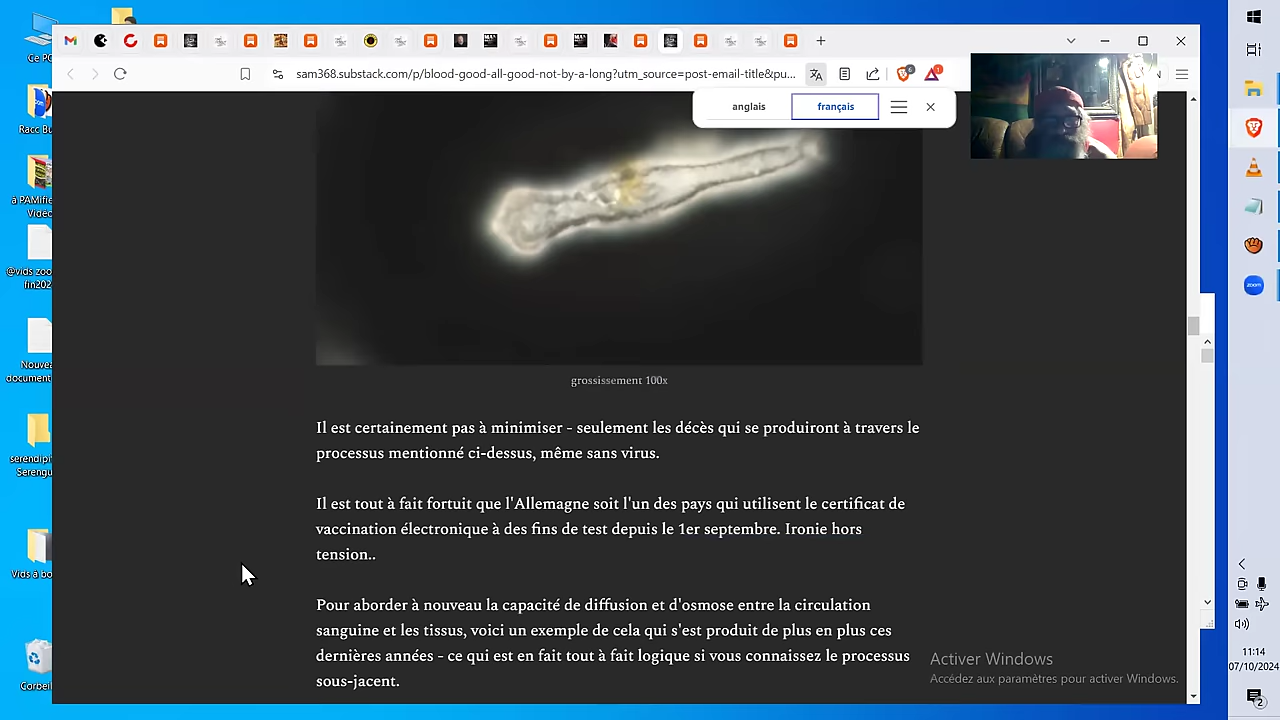 Ce PC
sam368.substack.com/p/blood-good-all-good-not-by-a-long?utm_source=post-email-title&pu...
6
1
anglais
français
Racc Bu
à PAMifie
Vidéo
@vids zoo
fin202
Nouvea
document
serendipi
Serengu
Vids à bo
Corbeil
grossissement 100x
Il est certainement pas à minimiser - seulement les décès qui se produiront à travers le
processus mentionné ci-dessus, même sans virus.
Il est tout à fait fortuit que l'Allemagne soit l'un des pays qui utilisent le certificat de
vaccination électronique à des fins de test depuis le 1er septembre. Ironie hors
tension..
Pour aborder à nouveau la capacité de diffusion et d'osmose entre la circulation
sanguine et les tissus, voici un exemple de cela qui s'est produit de plus en plus ces
dernières années - ce qui est en fait tout à fait logique si vous connaissez le processus
sous-jacent.
Activer Windows
Accédez aux paramètres pour activer Windows.
zoom
11:14
07/10/2024
2